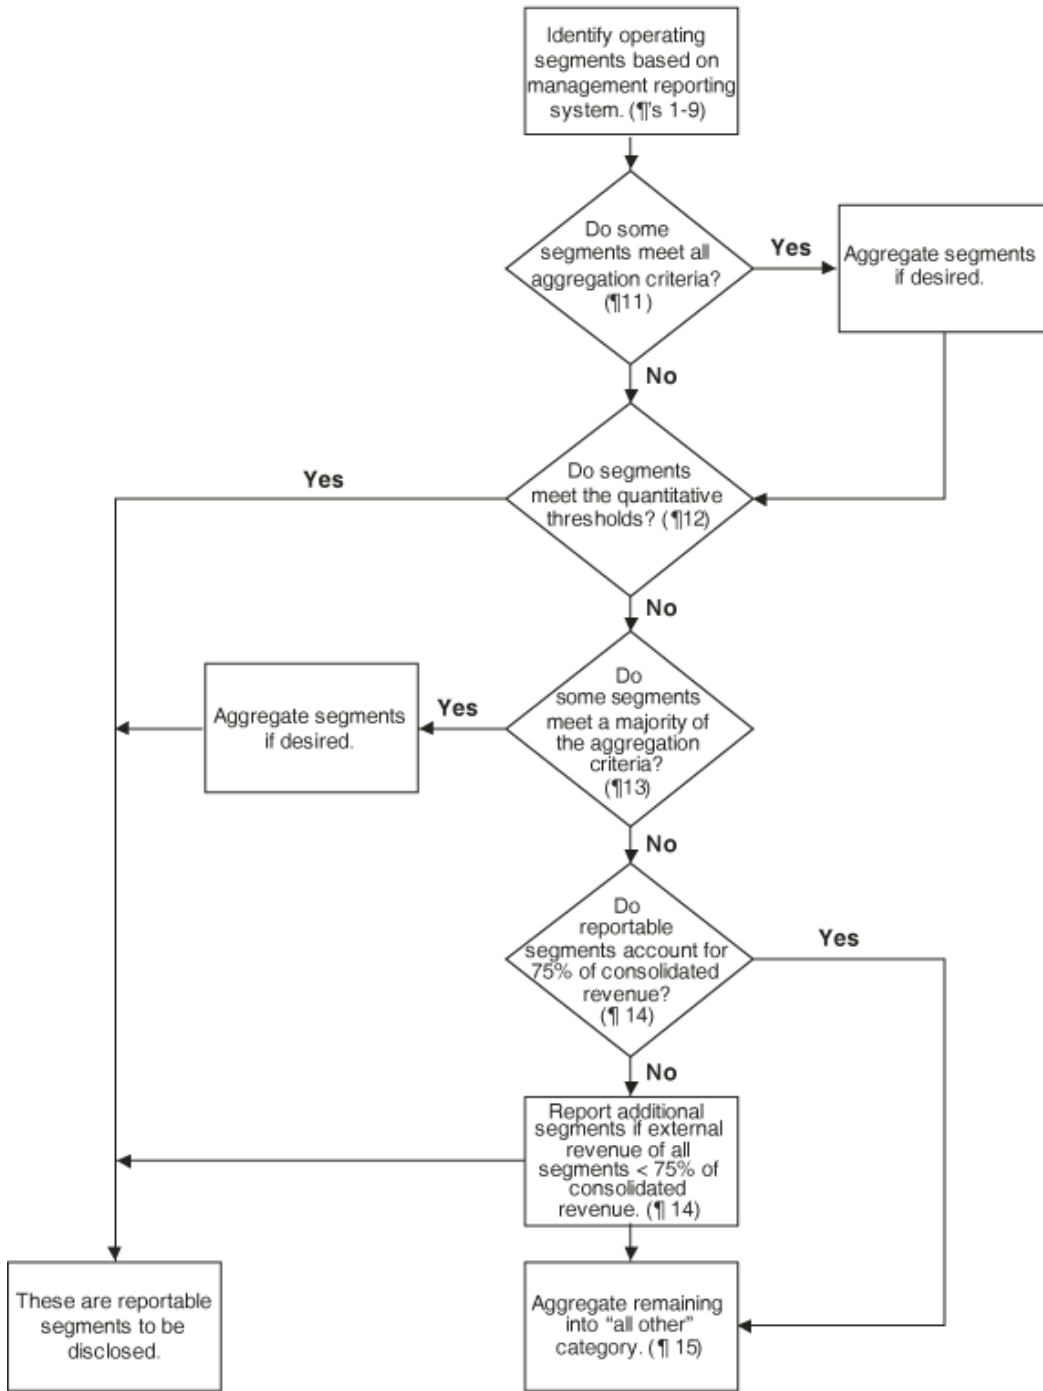 Identify operating
segments based on
management reporting
system. (¶'s 1-9)
Do some
segments meet all
aggregation criteria?
(¶11)
Yes
Aggregate segments
if desired.
No
Do segments
meet the quantitative
thresholds? (¶12)
Yes
No
Do
some segments
meet a majority of
the aggregation
criteria?
(¶13)
Yes
Aggregate segments
if desired.
No
Do
reportable
segments account for
75% of consolidated
revenue?
(¶ 14)
Yes
No
Report additional
segments if external
revenue of all
segments < 75% of
consolidated
revenue. (¶ 14)
These are reportable
segments to be
disclosed.
Aggregate remaining
into “all other”
category. (¶ 15)